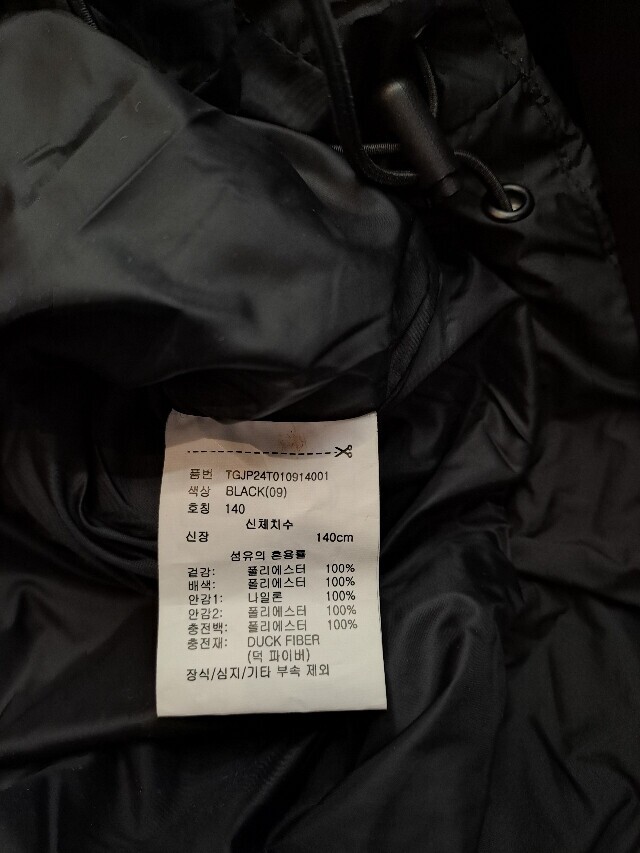 품번 TGJP24T010914001
색상 BLACK(09)
호칭 140
신체치수
신장 140cm
섬유의 혼용률
겉감: 폴리에스터 100%
배색: 폴리에스터 100%
안감1: 나일론 100%
안감2: 폴리에스터 100%
충전백: 폴리에스터 100%
충전재: DUCK FIBER
(덕 파이버)
장식/심지/기타 부속 제외